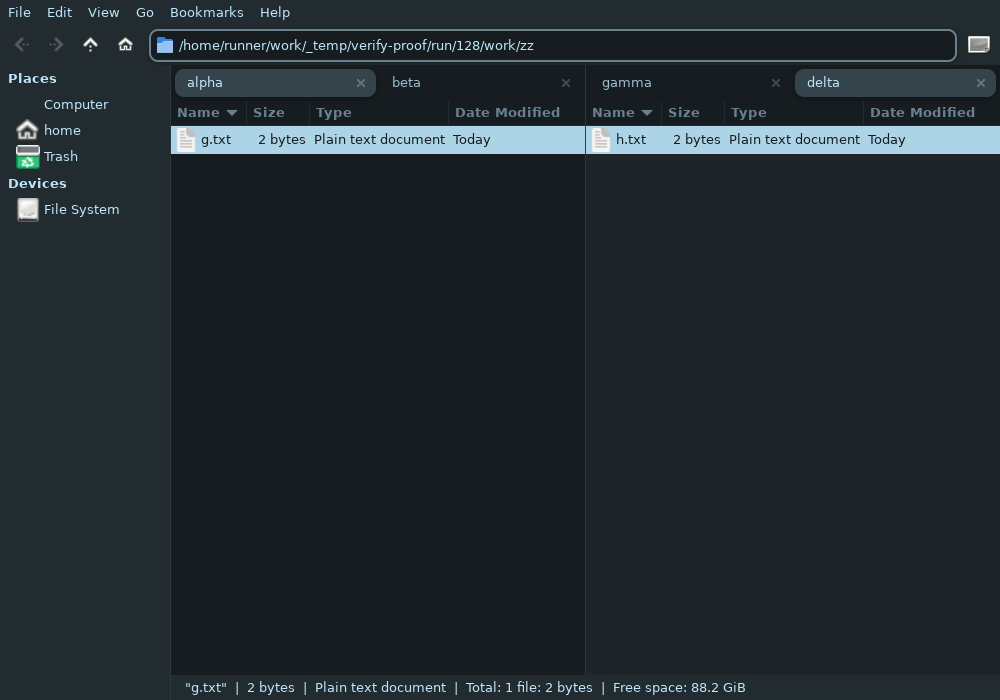 File Edit View Go Bookmarks Help
/home/runner/work/_temp/verify-proof/run/128/work/zz
Places
Computer
home
Trash
Devices
File System
alpha beta gamma delta
Name Size Type Date Modified Name Size Type Date Modified
g.txt 2 bytes Plain text document Today h.txt 2 bytes Plain text document Today
"g.txt" | 2 bytes | Plain text document | Total: 1 file: 2 bytes | Free space: 88.2 GiB